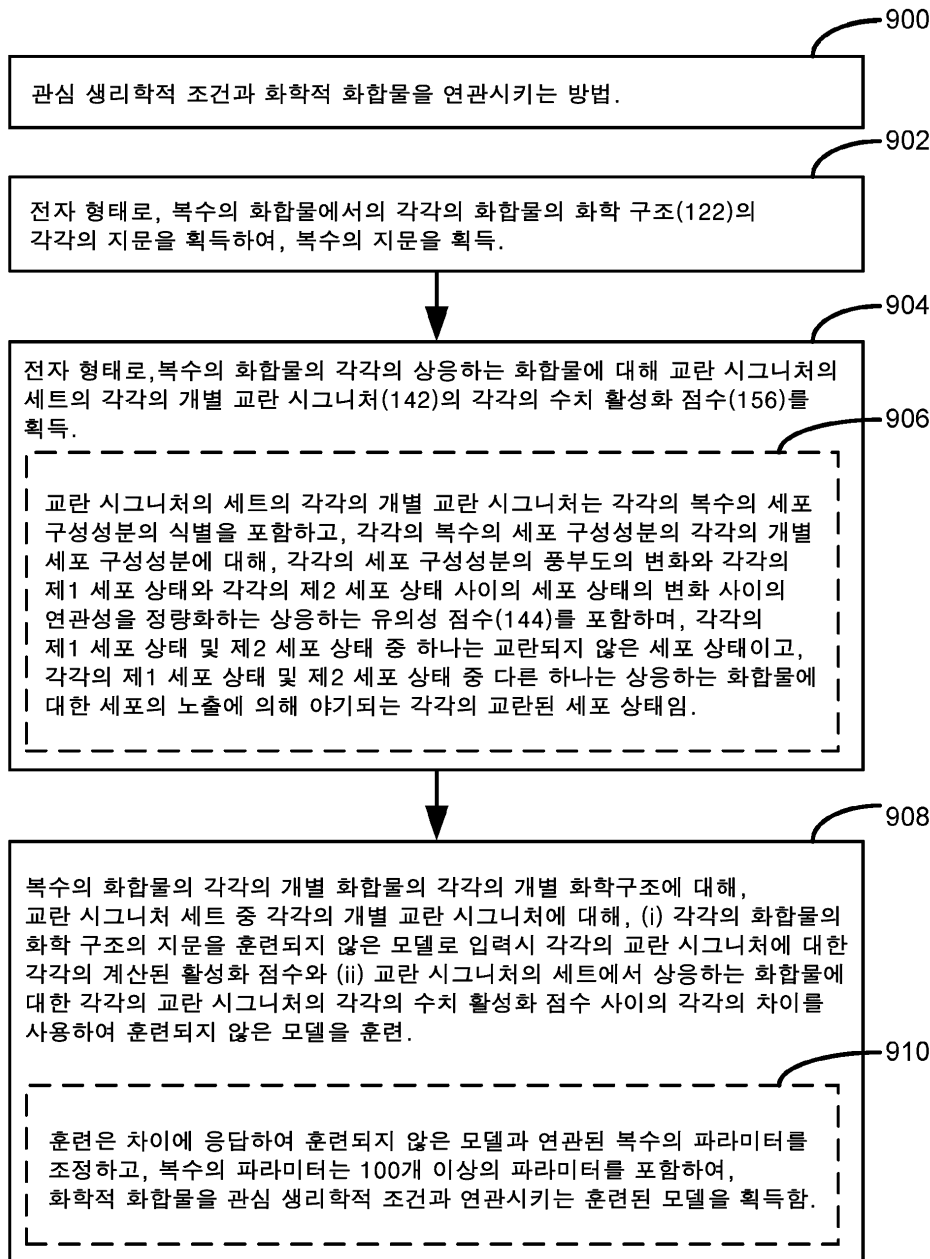 900
관심 생리학적 조건과 화학적 화합물을 연관시키는 방법.
902
전자 형태로, 복수의 화합물에서의 각각의 화합물의 화학 구조(122)의
각각의 지문을 획득하여, 복수의 지문을 획득.
904
전자 형태로,복수의 화합물의 각각의 상응하는 화합물에 대해 교란 시그니처의
세트의 각각의 개별 교란 시그니처(142)의 각각의 수치 활성화 점수(156)를
획득.
906
교란 시그니처의 세트의 각각의 개별 교란 시그니처는 각각의 복수의 세포
구성성분의 식별을 포함하고, 각각의 복수의 세포 구성성분의 각각의 개별
세포 구성성분에 대해, 각각의 세포 구성성분의 풍부도의 변화와 각각의
제1 세포 상태와 각각의 제2 세포 상태 사이의 세포 상태의 변화 사이의
연관성을 정량화하는 상응하는 유의성 점수(144)를 포함하며, 각각의
제1 세포 상태 및 제2 세포 상태 중 하나는 교란되지 않은 세포 상태이고,
각각의 제1 세포 상태 및 제2 세포 상태 중 다른 하나는 상응하는 화합물에
대한 세포의 노출에 의해 야기되는 각각의 교란된 세포 상태임.
908
복수의 화합물의 각각의 개별 화합물의 각각의 개별 화학구조에 대해,
교란 시그니처 세트 중 각각의 개별 교란 시그니처에 대해, (i) 각각의 화합물의
화학 구조의 지문을 훈련되지 않은 모델로 입력시 각각의 교란 시그니처에 대한
각각의 계산된 활성화 점수와 (ii) 교란 시그니처의 세트에서 상응하는 화합물에
대한 각각의 교란 시그니처의 각각의 수치 활성화 점수 사이의 각각의 차이를
사용하여 훈련되지 않은 모델을 훈련.
910
훈련은 차이에 응답하여 훈련되지 않은 모델과 연관된 복수의 파라미터를
조정하고, 복수의 파라미터는 100개 이상의 파라미터를 포함하여,
화학적 화합물을 관심 생리학적 조건과 연관시키는 훈련된 모델을 획득함.